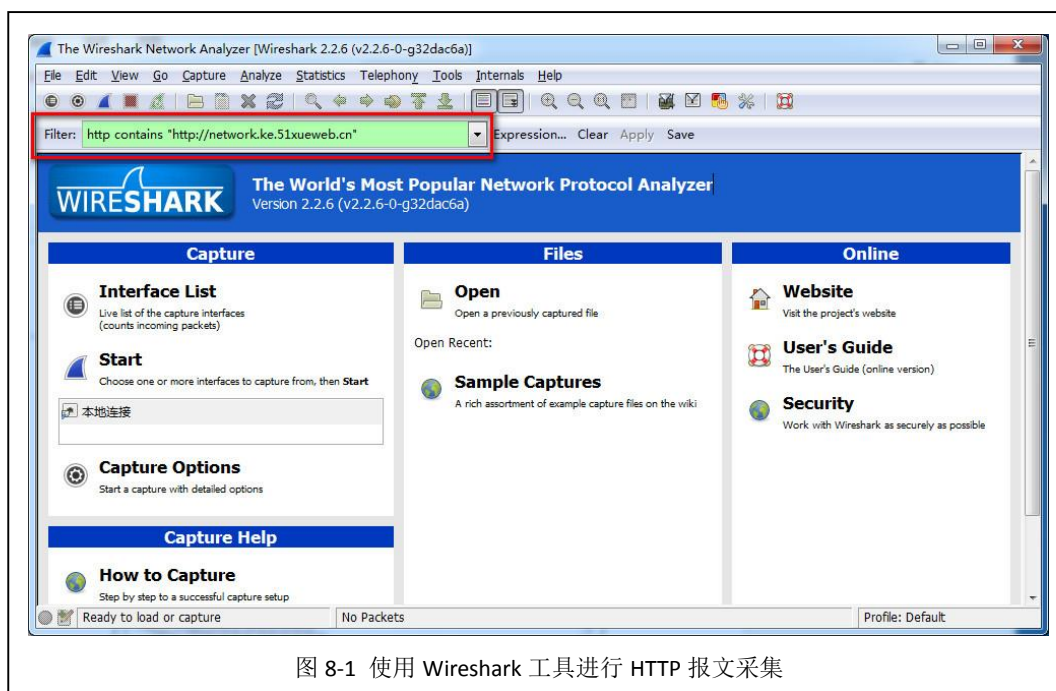 The Wireshark Network Analyzer [Wireshark 2.2.6 (v2.2.6-0-g32dac6a)]
File Edit View Go Capture Analyze Statistics Telephony Tools Internals Help
Filter: http contains "http://network.ke.51xueweb.cn" Expression... Clear Apply Save
WIRESHARK
The World's Most Popular Network Protocol Analyzer
Version 2.2.6 (v2.2.6-0-g32dac6a)
Capture
Interface List
Live list of the capture interfaces
(counts incoming packets)
Start
Choose one or more interfaces to capture from, then Start
本地连接
Capture Options
Start a capture with detailed options
Capture Help
How to Capture
Step by step to a successful capture setup
Files
Open
Open a previously captured file
Open Recent:
Sample Captures
A rich assortment of example capture files on the wiki
Online
Website
Visit the project's website
User's Guide
The User's Guide (online version)
Security
Work with Wireshark as securely as possible
Ready to load or capture No Packets Profile: Default
图 8-1 使用 Wireshark 工具进行 HTTP 报文采集